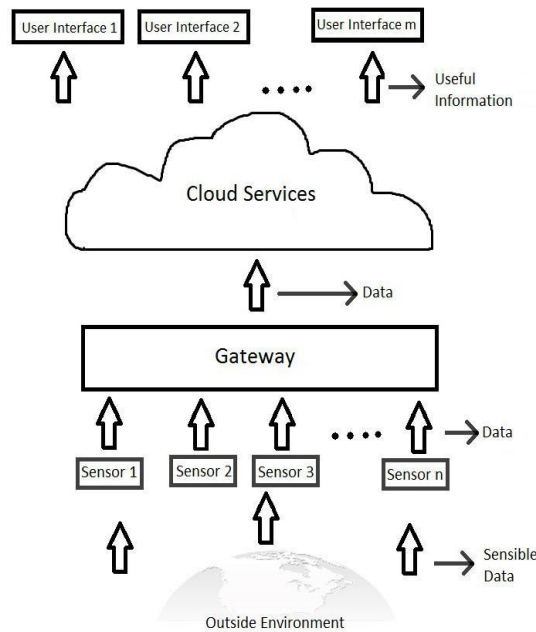 User Interface 1
User Interface 2
User Interface m
Useful
Information
Cloud Services
Data
Gateway
Data
Sensor 1
Sensor 2
Sensor 3
Sensor n
Sensible
Data
Outside Environment